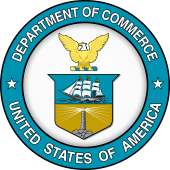 DEPARTMENT OF COMMERCE
UNITED STATES OF AMERICA